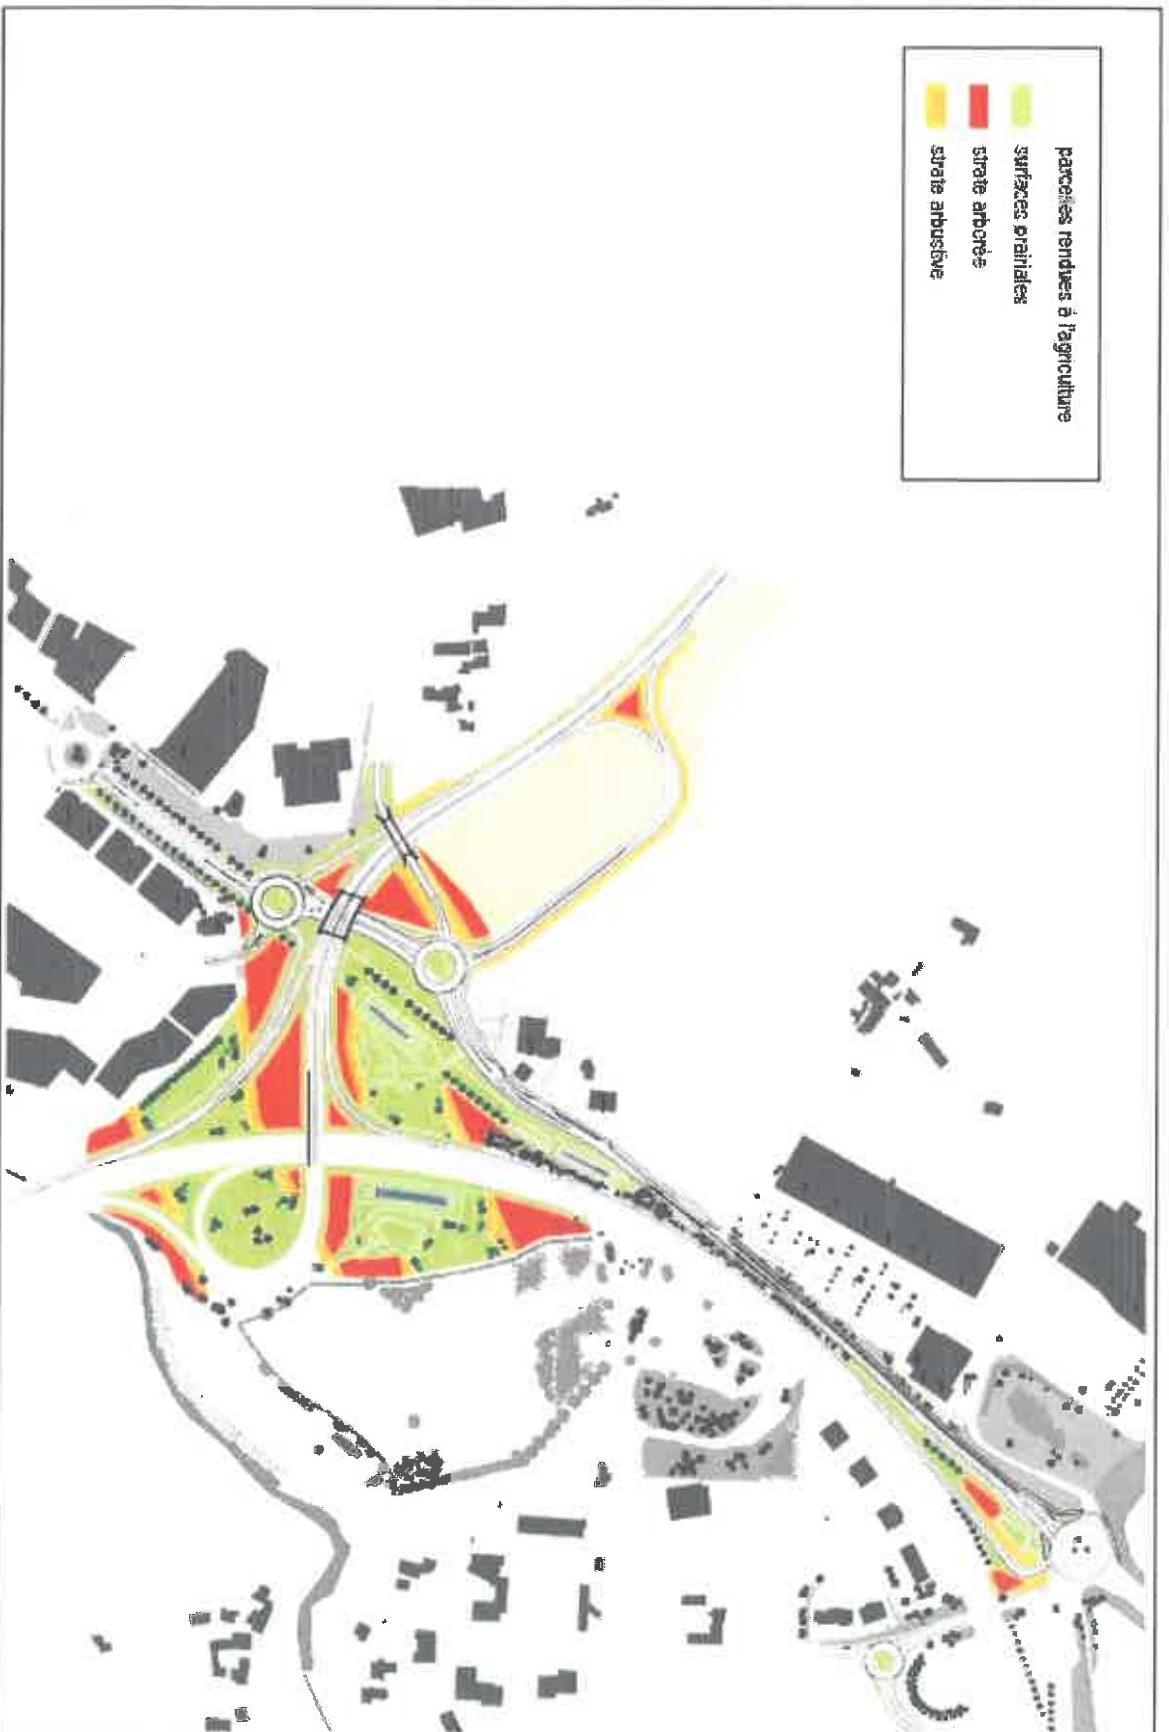 parcelles rendues à l'agriculture
surfaces prairiales
strate arborée
strate arbustive